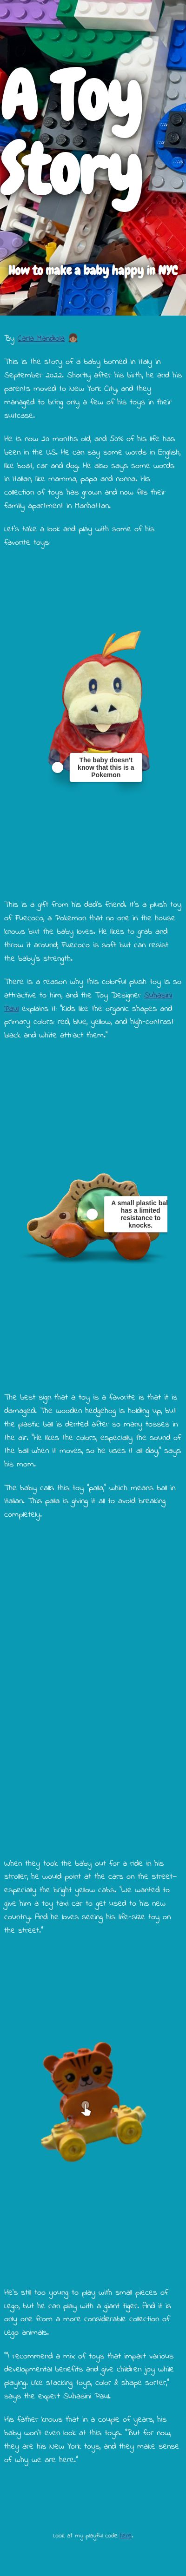 A Toy
Story
How to make a baby happy in NYC
By Carla Mandiola
This is the story of a baby borned in Italy in
September 2022. Shortly after his birth, he and his
parents moved to New York City, and they
managed to bring only a few of his toys in their
suitcase.
He is now 20 months old, and 50% of his life has
been in the U.S. He can say some words in English,
like boat, car and dog. He also says some words
in Italian, like mamma, papa and nonna. His
collection of toys has grown and now fills their
family apartment in Manhattan.
Let's take a look and play with some of his
favorite toys
The baby doesn't
know that this is a
Pokemon
This is a gift from his dad's friend. It's a plush toy
of Fuecoco, a Pokemon that no one in the house
knows but the baby loves. He likes to grab and
throw it around; Fuecoco is soft but can resist
the baby's strength.
There is a reason why this colorful plush toy is so
attractive to him, and the Toy Designer Suhasini
Paul explains it "Kids like the organic shapes and
primary colors: red, blue, yellow, and high-contrast
black and white attract them."
A small plastic bal
has a limited
resistance to
knocks.
The best sign that a toy is a favorite is that it is
damaged. The wooden hedgehog is holding up, but
the plastic ball is dented after so many tosses in
the air. "He likes the colors, especially the sound of
the ball when it moves, so he uses it all day," says
his mom.
The baby calls this toy "palla," which means ball in
Italian. This palla is giving it all to avoid breaking
completely.
When they took the baby out for a ride in his
stroller, he would point at the cars on the street–
especially the bright yellow cabs. "We wanted to
give him a toy taxi car to get used to his new
country. And he loves seeing his life-size toy on
the street."
He's still too young to play with small pieces of
Lego, but he can play with a giant tiger. And it is
only one from a more considerable collection of
Lego animals.
"I recommend a mix of toys that impart various
developmental benefits and give children joy while
playing. Like stacking toys, color & shape sorter,"
says the expert Suhasini Paul.
His father knows that in a couple of years, his
baby won't even look at this toys. "But for now,
they are his New York toys, and they make sense
of why we are here."
Look at my playful code here.